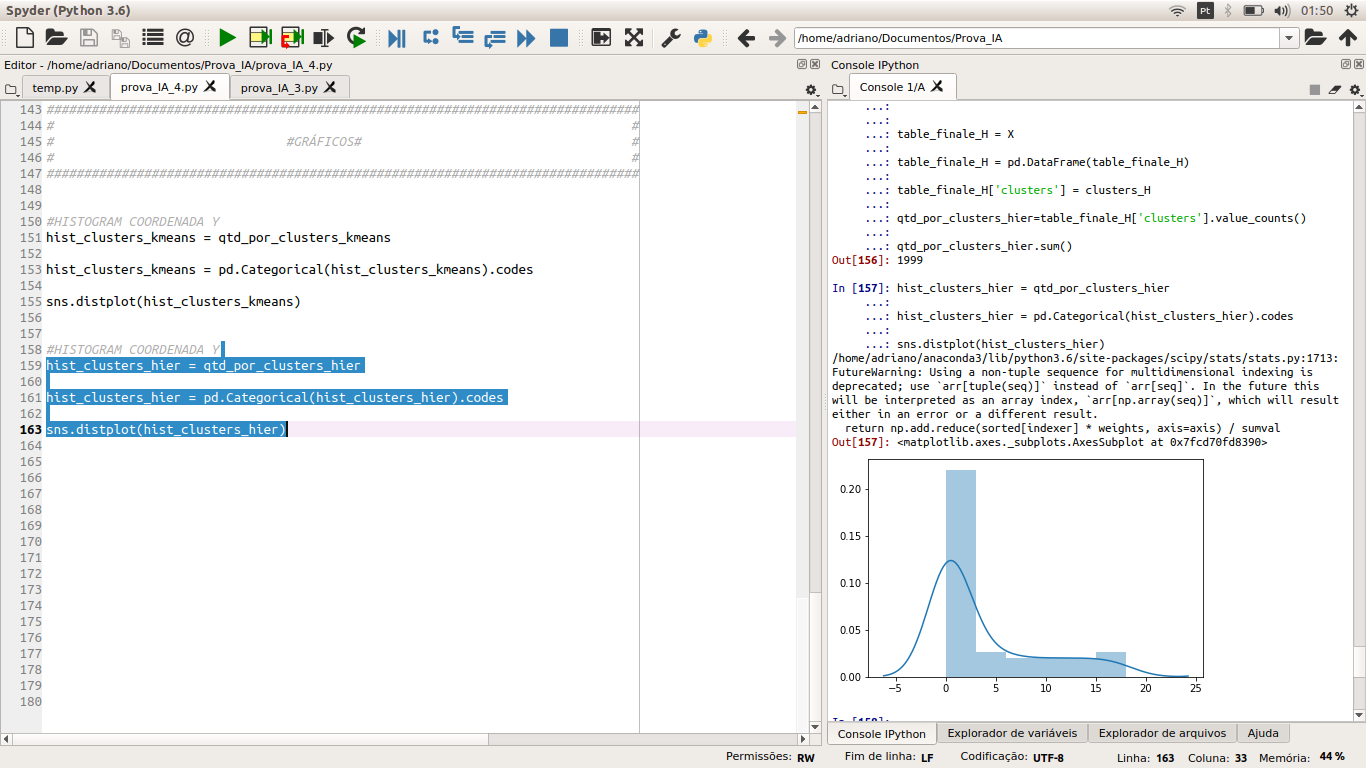 Spyder (Python 3.6)
Pt
01:50
/home/adriano/Documentos/Prova_IA
Editor - /home/adriano/Documentos/Prova_IA/prova_IA_4.py
temp.py
prova_IA_4.py
prova_IA_3.py
143 ###############################################################################
144 # #
145 # #GRÁFICOS# #
146 # #
147 ###############################################################################
148
149
150 #HISTOGRAM COORDENADA Y
151 hist_clusters_kmeans = qtd_por_clusters_kmeans
152
153 hist_clusters_kmeans = pd.Categorical(hist_clusters_kmeans).codes
154
155 sns.distplot(hist_clusters_kmeans)
156
157
158 #HISTOGRAM COORDENADA Y
159 hist_clusters_hier = qtd_por_clusters_hier
160
161 hist_clusters_hier = pd.Categorical(hist_clusters_hier).codes
162
163 sns.distplot(hist_clusters_hier)
164
165
166
167
168
169
170
171
172
173
174
175
176
177
178
179
180
Console IPython
Console 1/A
...:
...:
...: table_finale_H = X
...:
...: table_finale_H = pd.DataFrame(table_finale_H)
...:
...: table_finale_H['clusters'] = clusters_H
...:
...: qtd_por_clusters_hier=table_finale_H['clusters'].value_counts()
...:
...: qtd_por_clusters_hier.sum()
Out[156]: 1999
In [157]: hist_clusters_hier = qtd_por_clusters_hier
...:
...: hist_clusters_hier = pd.Categorical(hist_clusters_hier).codes
...:
...: sns.distplot(hist_clusters_hier)
/home/adriano/anaconda3/lib/python3.6/site-packages/scipy/stats/stats.py:1713:
FutureWarning: Using a non-tuple sequence for multidimensional indexing is
deprecated; use `arr[tuple(seq)]` instead of `arr[seq]`. In the future this
will be interpreted as an array index, `arr[np.array(seq)]`, which will result
either in an error or a different result.
return np.add.reduce(sorted[indexer] * weights, axis=axis) / sumval
Out[157]: <matplotlib.axes._subplots.AxesSubplot at 0x7fcd70fd8390>
0.20
0.15
0.10
0.05
0.00
−5 0 5 10 15 20 25
In [158]:
Console IPython
Explorador de variáveis
Explorador de arquivos
Ajuda
Permissões: RW
Fim de linha: LF
Codificação: UTF-8
Linha: 163
Coluna: 33
Memória: 44 %